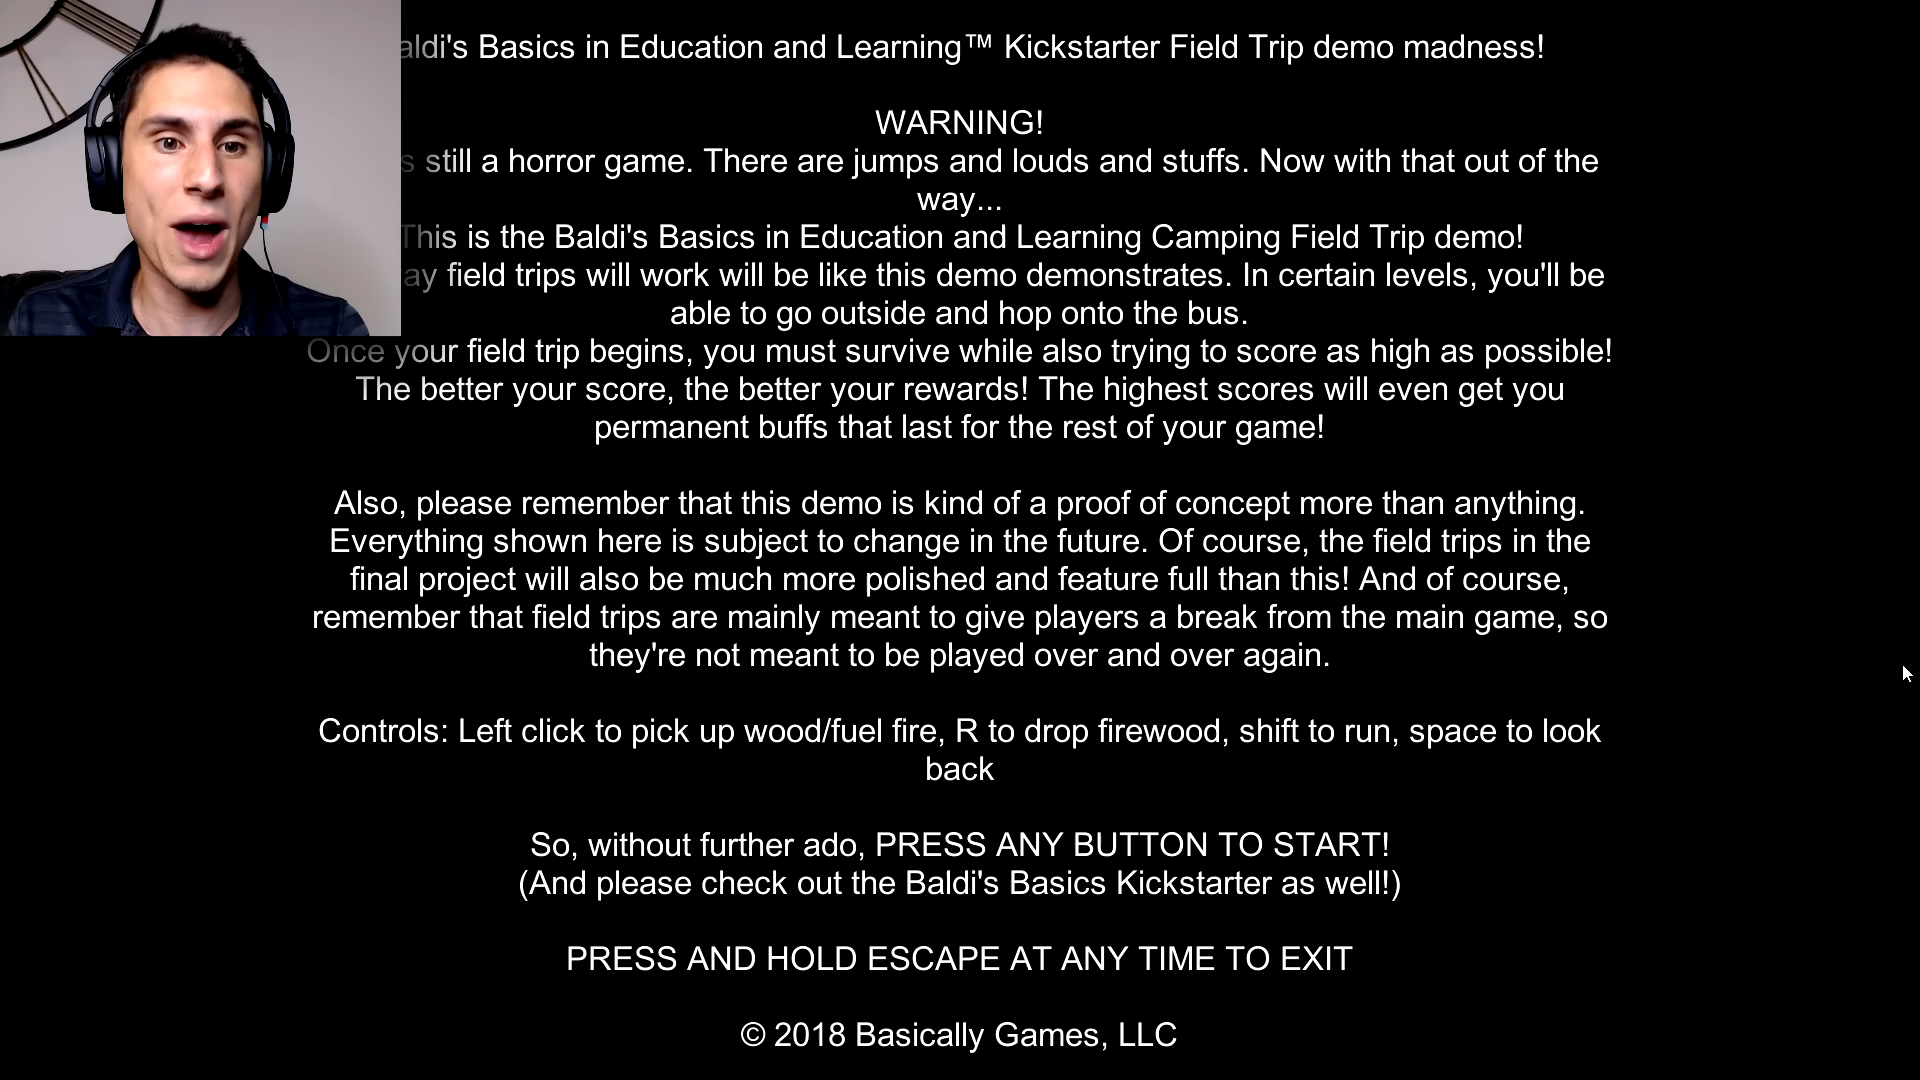 aldi's Basics in Education and Learning™ Kickstarter Field Trip demo madness!
WARNING!
s still a horror game. There are jumps and louds and stuffs. Now with that out of the
way...
This is the Baldi's Basics in Education and Learning Camping Field Trip demo!
ay field trips will work will be like this demo demonstrates. In certain levels, you'll be
able to go outside and hop onto the bus.
Once your field trip begins, you must survive while also trying to score as high as possible!
The better your score, the better your rewards! The highest scores will even get you
permanent buffs that last for the rest of your game!
Also, please remember that this demo is kind of a proof of concept more than anything.
Everything shown here is subject to change in the future. Of course, the field trips in the
final project will also be much more polished and feature full than this! And of course,
remember that field trips are mainly meant to give players a break from the main game, so
they're not meant to be played over and over again.
Controls: Left click to pick up wood/fuel fire, R to drop firewood, shift to run, space to look
back
So, without further ado, PRESS ANY BUTTON TO START!
(And please check out the Baldi's Basics Kickstarter as well!)
PRESS AND HOLD ESCAPE AT ANY TIME TO EXIT
© 2018 Basically Games, LLC